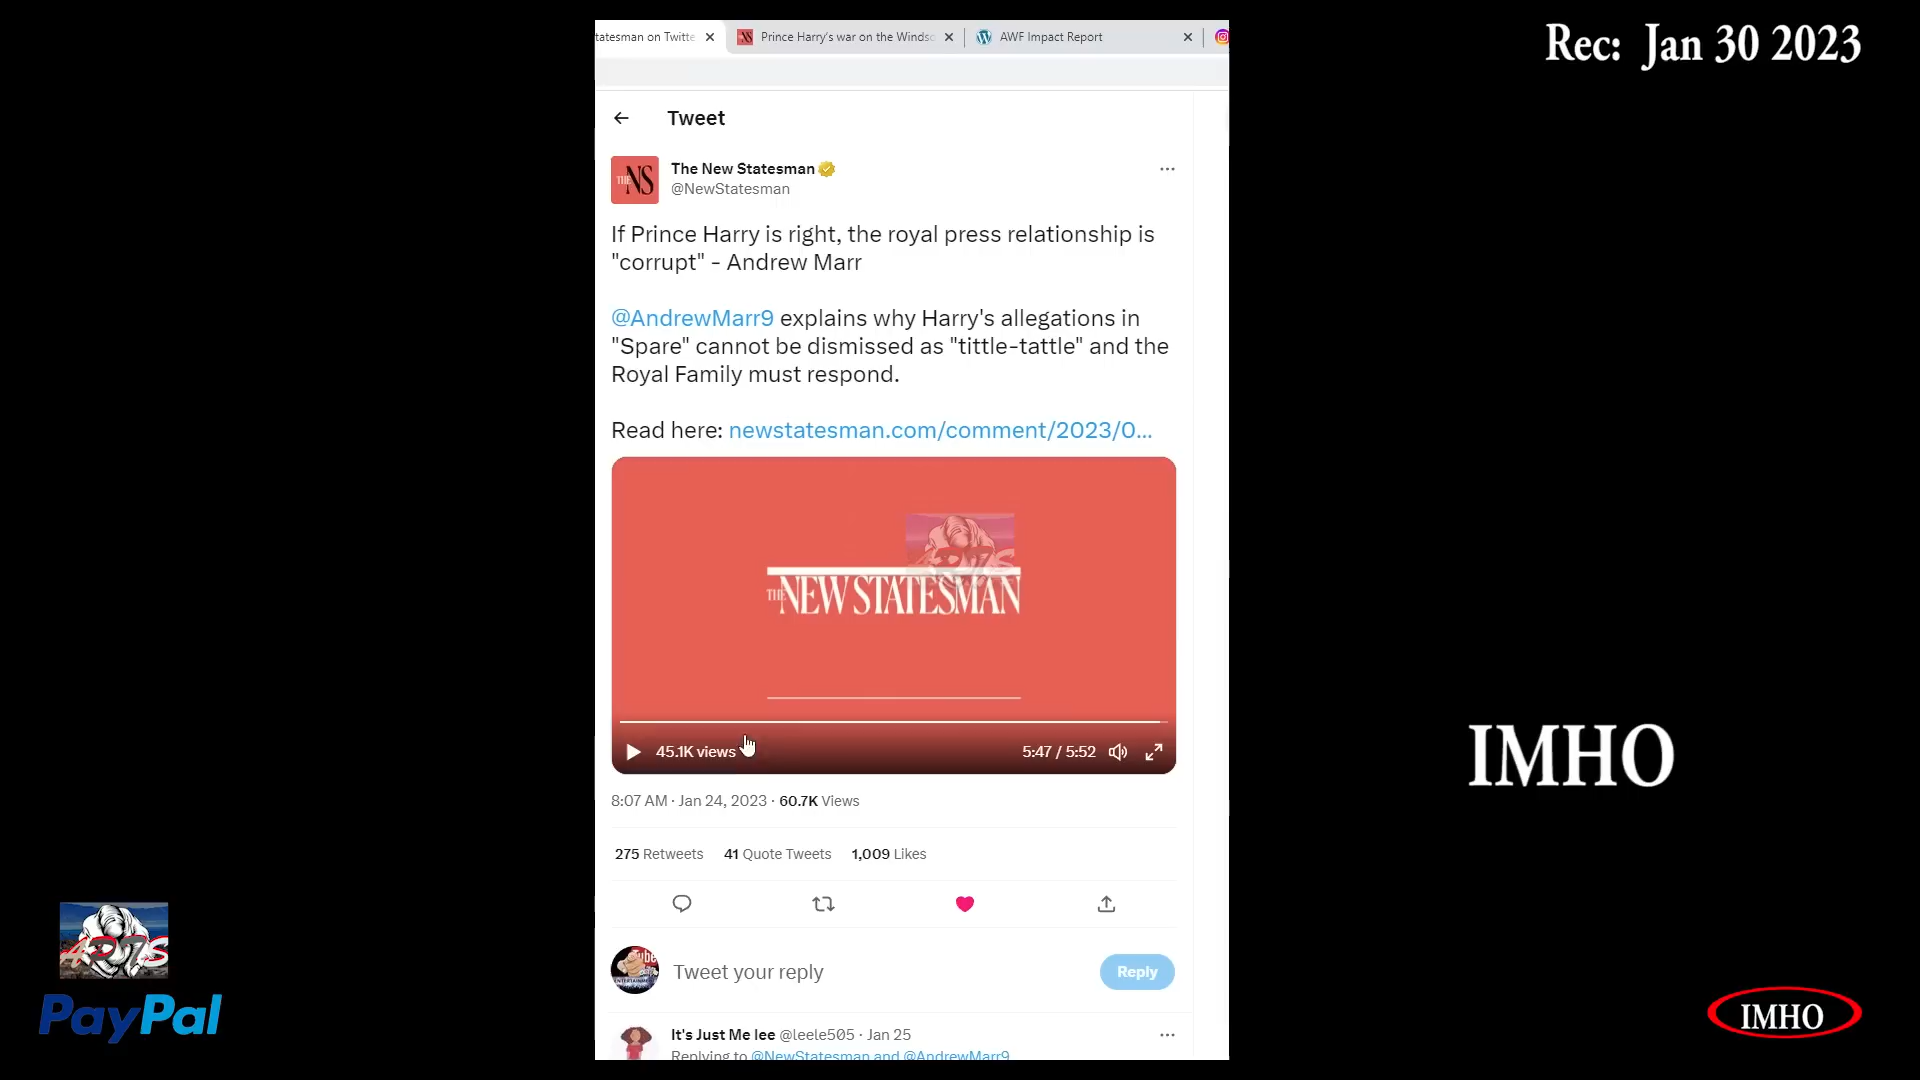 tatesman on Twitte
Prince Harry's war on the Windso
AWF Impact Report
Rec: Jan 30 2023
Tweet
THE NS
The New Statesman
@NewStatesman
If Prince Harry is right, the royal press relationship is
"corrupt" - Andrew Marr
@AndrewMarr9 explains why Harry's allegations in
"Spare" cannot be dismissed as "tittle-tattle" and the
Royal Family must respond.
Read here: newstatesman.com/comment/2023/0...
THE NEW STATESMAN
45.1K views
5:47 / 5:52
8:07 AM · Jan 24, 2023 · 60.7K Views
275 Retweets 41 Quote Tweets 1,009 Likes
Tweet your reply
Reply
It's Just Me lee @leele505 · Jan 25
Replying to @NewStatesman and @AndrewMarr9
IMHO
PayPal
IMHO